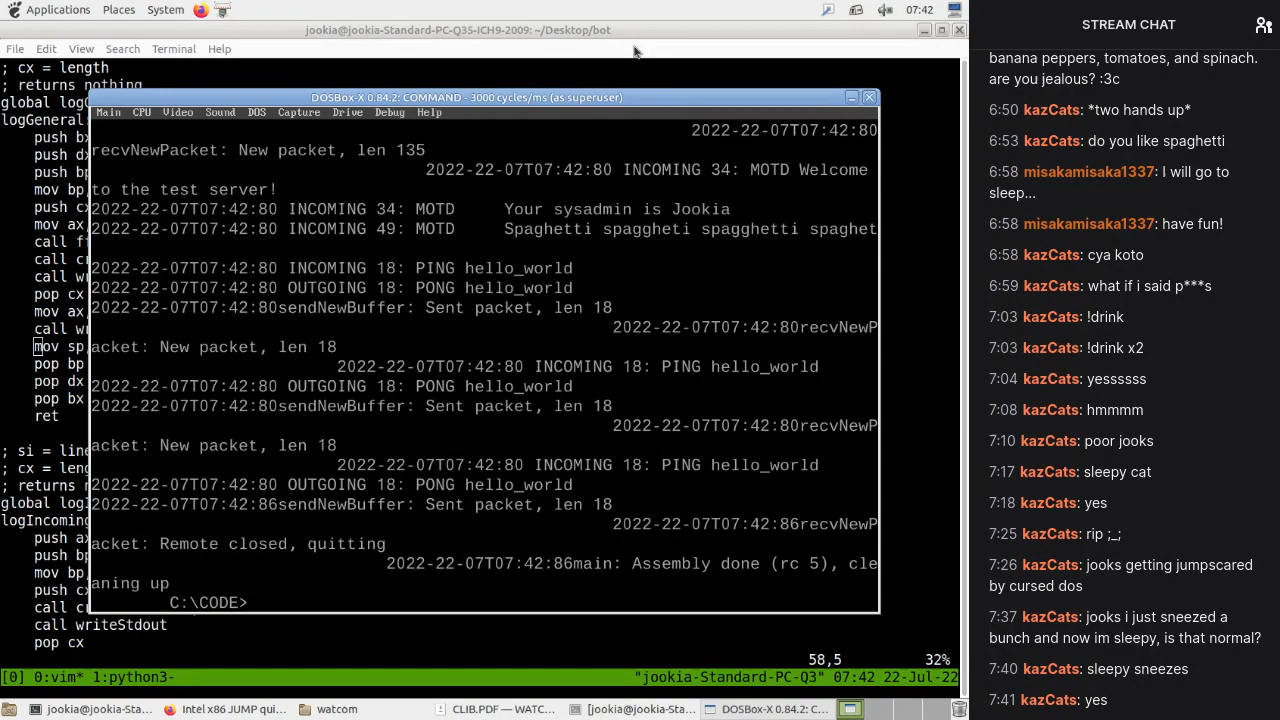 Applications Places System 07:42
jookia@jookia-Standard-PC-Q35-ICH9-2009: ~/Desktop/bot
File Edit View Search Terminal Help
; cx = length
; returns nothing
global log
logGeneral:
push bx
push dx
push bp
mov bp,
push cx
mov ax,
call
call
call
pop cx
mov ax,
call
mov sp,
pop bp
pop dx
pop bx
ret
; si = line
; cx =
; returns
global
logIncoming
push ax
push bp
mov bp,
push cx
call
call writeStdout
pop cx
58,5 32%
[0] 0:vim* 1:python3- "jookia-Standard-PC-Q3" 07:42 22-Jul-22
DOSBox-X 0.84.2: COMMAND - 3000 cycles/ms (as superuser)
Main CPU Video Sound DOS Capture Drive Debug Help
2022-22-07T07:42:80
recvNewPacket: New packet, len 135
2022-22-07T07:42:80 INCOMING 34: MOTD Welcome
to the test server!
2022-22-07T07:42:80 INCOMING 34: MOTD Your sysadmin is Jookia
2022-22-07T07:42:80 INCOMING 49: MOTD Spaghetti spaggheti spagghetti spaghet
2022-22-07T07:42:80 INCOMING 18: PING hello_world
2022-22-07T07:42:80 OUTGOING 18: PONG hello_world
2022-22-07T07:42:80sendNewBuffer: Sent packet, len 18
2022-22-07T07:42:80recvNewP
acket: New packet, len 18
2022-22-07T07:42:80 INCOMING 18: PING hello_world
2022-22-07T07:42:80 OUTGOING 18: PONG hello_world
2022-22-07T07:42:80sendNewBuffer: Sent packet, len 18
2022-22-07T07:42:80recvNewP
acket: New packet, len 18
2022-22-07T07:42:80 INCOMING 18: PING hello_world
2022-22-07T07:42:80 OUTGOING 18: PONG hello_world
2022-22-07T07:42:86sendNewBuffer: Sent packet, len 18
2022-22-07T07:42:86recvNewP
acket: Remote closed, quitting
2022-22-07T07:42:86main: Assembly done (rc 5), cle
aning up
C:\CODE>
jookia@jookia-Sta... Intel x86 JUMP qui... watcom CLIB.PDF — WATC... [jookia@jookia-Sta... DOSBox-X 0.84.2: C...
STREAM CHAT
banana peppers, tomatoes, and spinach.
are you jealous? :3c
6:50 kazCats: *two hands up*
6:53 kazCats: do you like spaghetti
6:58 misakamisaka1337: I will go to
sleep...
6:58 misakamisaka1337: have fun!
6:58 kazCats: cya koto
6:59 kazCats: what if i said p***s
7:03 kazCats: !drink
7:03 kazCats: !drink x2
7:04 kazCats: yessssss
7:08 kazCats: hmmmm
7:10 kazCats: poor jooks
7:17 kazCats: sleepy cat
7:18 kazCats: yes
7:25 kazCats: rip ;_;
7:26 kazCats: jooks getting jumpscared
by cursed dos
7:37 kazCats: jooks i just sneezed a
bunch and now im sleepy, is that normal?
7:40 kazCats: sleepy sneezes
7:41 kazCats: yes